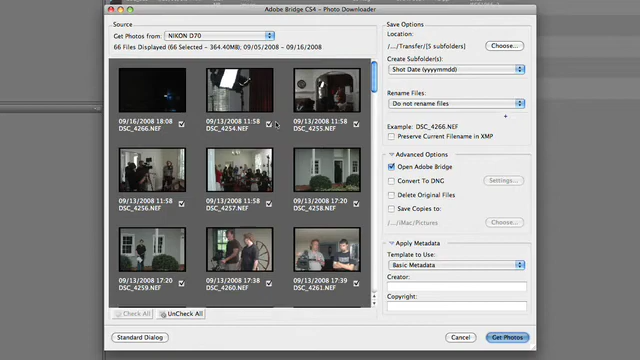 Adobe Bridge CS4 - Photo Downloader
Source
Get Photos from: NIKON D70
66 Files Displayed (66 Selected - 364.40MB); 09/05/2008 - 09/16/2008
09/16/2008 18:08
DSC_4266.NEF
09/13/2008 11:58
DSC_4254.NEF
09/13/2008 11:58
DSC_4255.NEF
09/13/2008 11:58
DSC_4256.NEF
09/13/2008 11:58
DSC_4257.NEF
09/13/2008 17:20
DSC_4258.NEF
09/13/2008 17:20
DSC_4259.NEF
09/13/2008 17:38
DSC_4260.NEF
09/13/2008 17:39
DSC_4261.NEF
Check All
UnCheck All
Standard Dialog
Save Options
Location:
/.../Transfer/[5 subfolders]
Choose...
Create Subfolder(s):
Shot Date (yyyymmdd)
Rename Files:
Do not rename files
+
Example: DSC_4266.NEF
Preserve Current Filename in XMP
Advanced Options
Open Adobe Bridge
Convert To DNG
Settings...
Delete Original Files
Save Copies to:
/.../iMac/Pictures
Choose...
Apply Metadata
Template to Use:
Basic Metadata
Creator:
Copyright:
Cancel
Get Photos